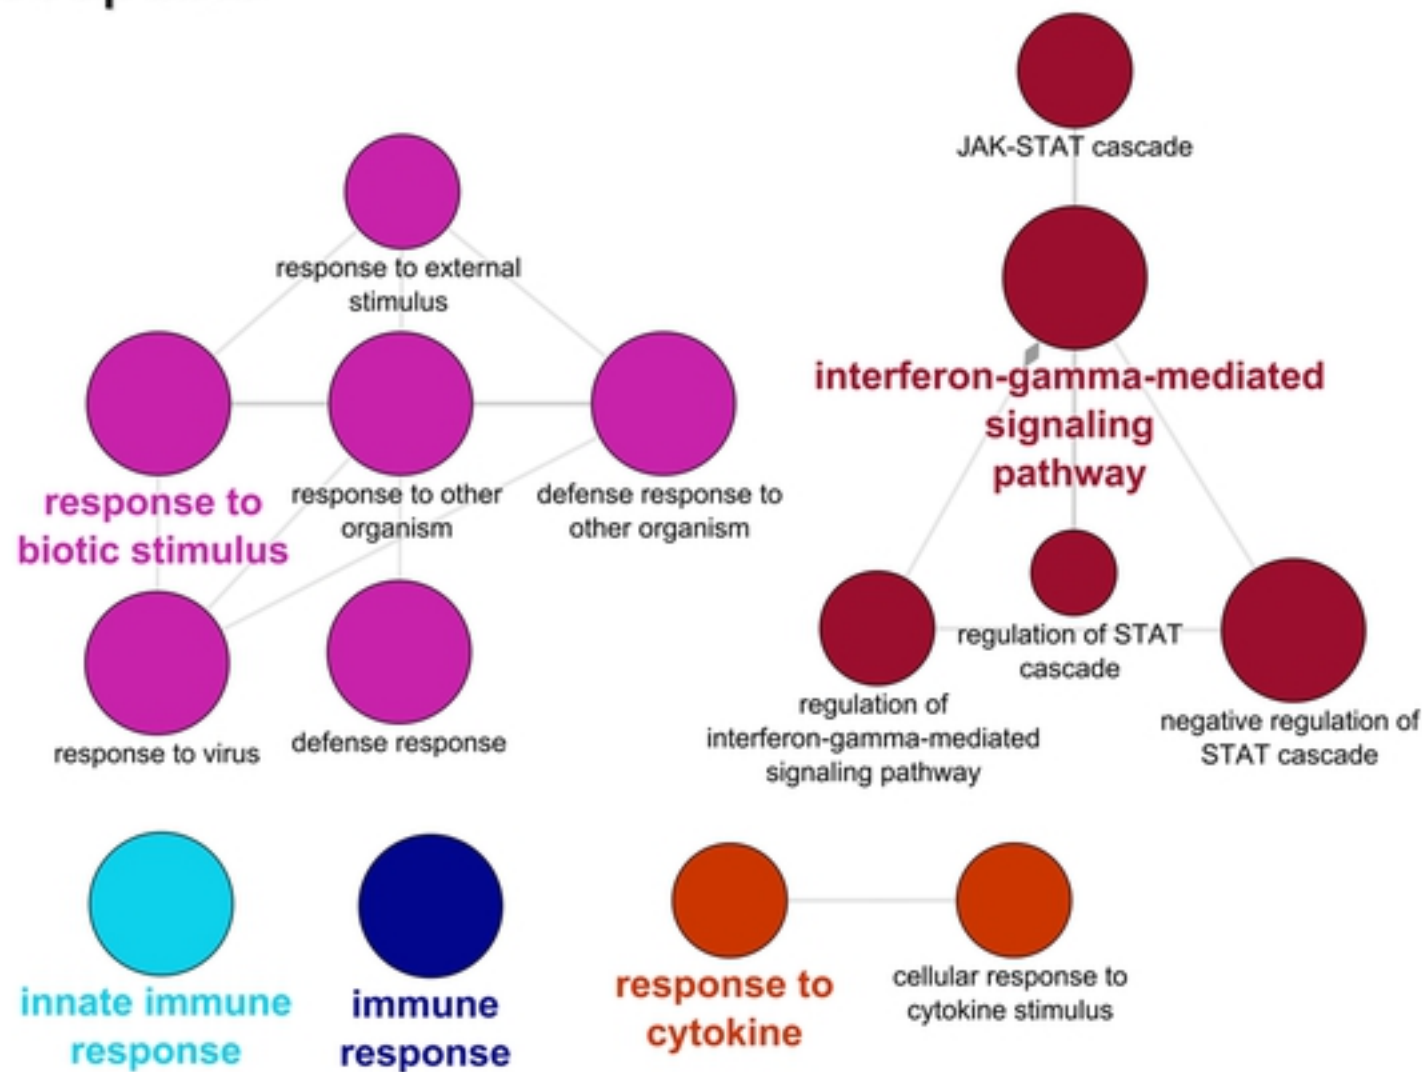 JAK-STAT cascade
response to external
stimulus
interferon-gamma-mediated
signaling
pathway
response to
biotic stimulus
response to other
organism
defense response to
other organism
regulation of STAT
cascade
regulation of
interferon-gamma-mediated
signaling pathway
negative regulation of
STAT cascade
response to virus
defense response
innate immune
response
immune
response
response to
cytokine
cellular response to
cytokine stimulus